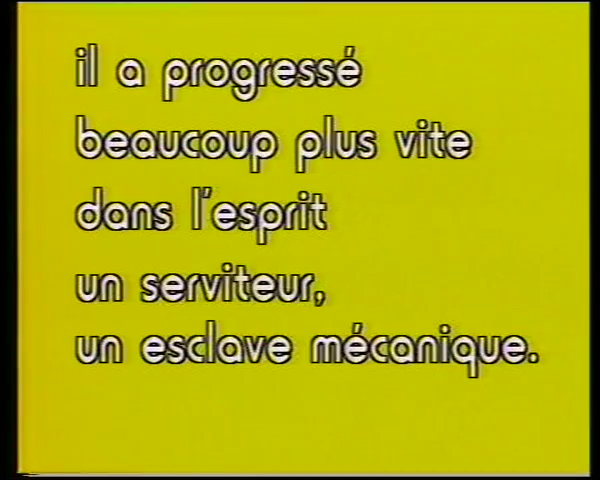 il a progressé
beaucoup plus vite
dans l'esprit
un serviteur,
un esclave mécanique.